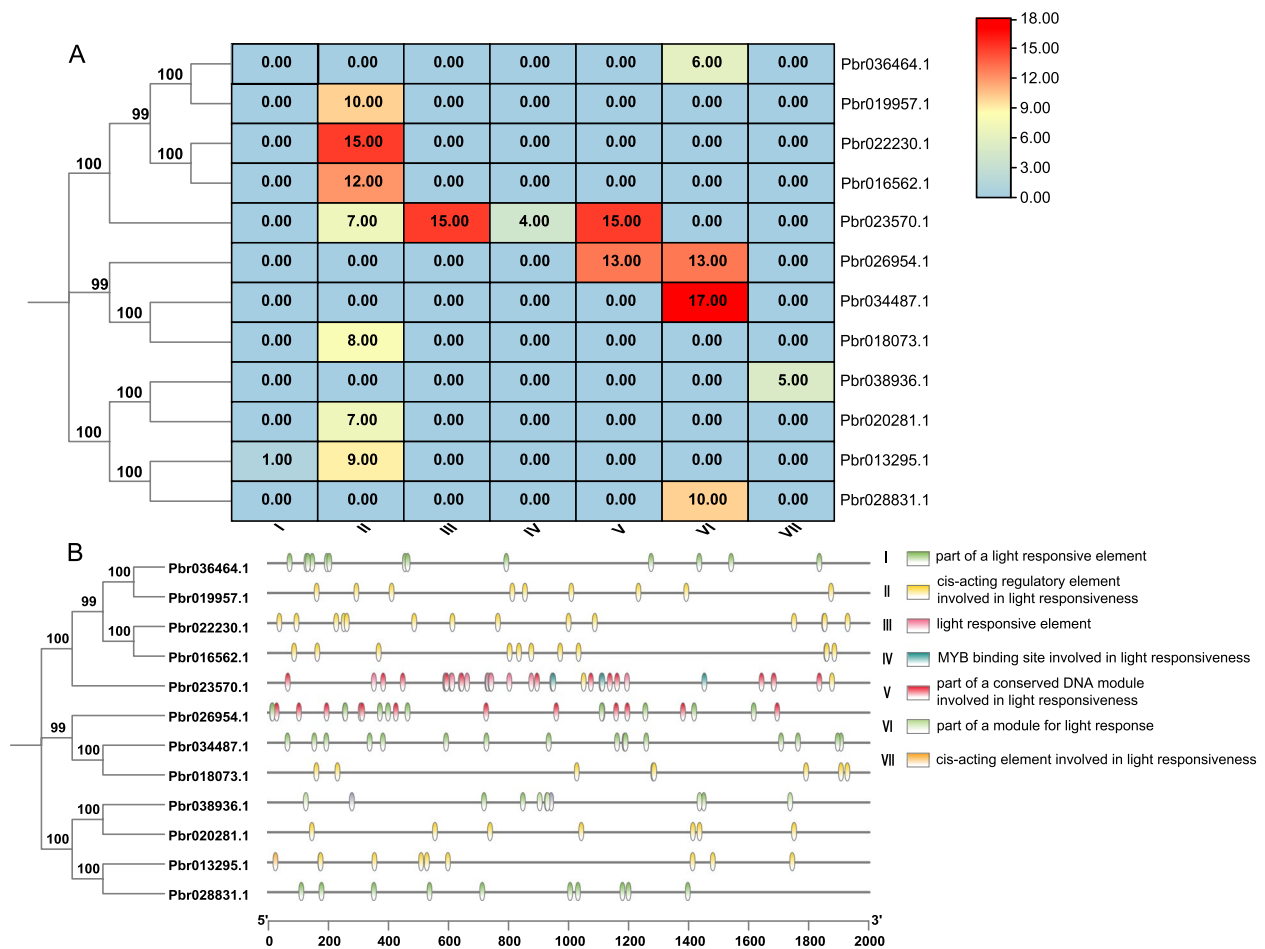 A
18.00
15.00
12.00
9.00
6.00
3.00
0.00
100
99
100
100
99
100
100
100
100
0.00 0.00 0.00 0.00 0.00 6.00 0.00 Pbr036464.1
0.00 10.00 0.00 0.00 0.00 0.00 0.00 Pbr019957.1
0.00 15.00 0.00 0.00 0.00 0.00 0.00 Pbr022230.1
0.00 12.00 0.00 0.00 0.00 0.00 0.00 Pbr016562.1
0.00 7.00 15.00 4.00 15.00 0.00 0.00 Pbr023570.1
0.00 0.00 0.00 0.00 13.00 13.00 0.00 Pbr026954.1
0.00 0.00 0.00 0.00 0.00 17.00 0.00 Pbr034487.1
0.00 8.00 0.00 0.00 0.00 0.00 0.00 Pbr018073.1
0.00 0.00 0.00 0.00 0.00 0.00 5.00 Pbr038936.1
0.00 7.00 0.00 0.00 0.00 0.00 0.00 Pbr020281.1
1.00 9.00 0.00 0.00 0.00 0.00 0.00 Pbr013295.1
0.00 0.00 0.00 0.00 0.00 10.00 0.00 Pbr028831.1
I II III IV V VI VII
B
100
99
100
100
99
100
100
100
100
Pbr036464.1
Pbr019957.1
Pbr022230.1
Pbr016562.1
Pbr023570.1
Pbr026954.1
Pbr034487.1
Pbr018073.1
Pbr038936.1
Pbr020281.1
Pbr013295.1
Pbr028831.1
I part of a light responsive element
II cis-acting regulatory element
involved in light responsiveness
III light responsive element
IV MYB binding site involved in light responsiveness
V part of a conserved DNA module
involved in light responsiveness
VI part of a module for light response
VII cis-acting element involved in light responsiveness
5' 3'
0 200 400 600 800 1000 1200 1400 1600 1800 2000